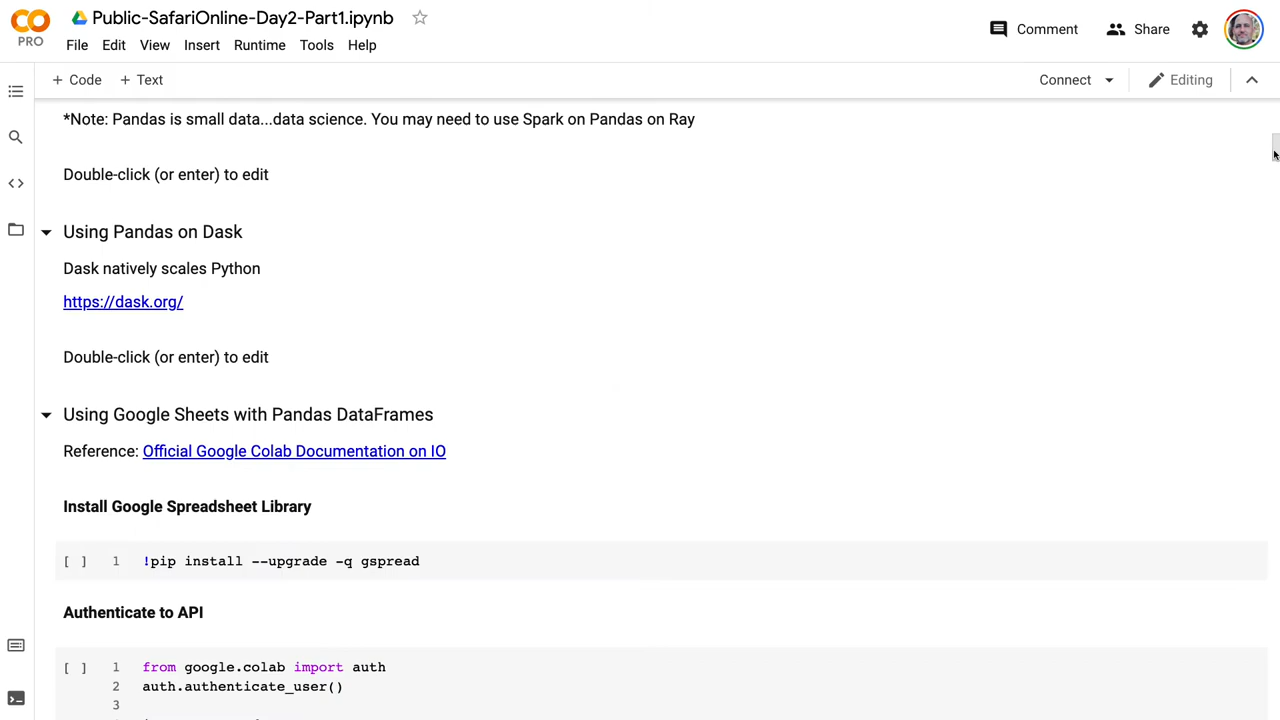 Public-SafariOnline-Day2-Part1.ipynb
PRO
File Edit View Insert Runtime Tools Help
Comment
Share
+ Code + Text
Connect
Editing
*Note: Pandas is small data...data science. You may need to use Spark on Pandas on Ray
Double-click (or enter) to edit
Using Pandas on Dask
Dask natively scales Python
https://dask.org/
Double-click (or enter) to edit
Using Google Sheets with Pandas DataFrames
Reference: Official Google Colab Documentation on IO
Install Google Spreadsheet Library
[ ] 1 !pip install --upgrade -q gspread
Authenticate to API
[ ] 1 from google.colab import auth
2 auth.authenticate_user()
3